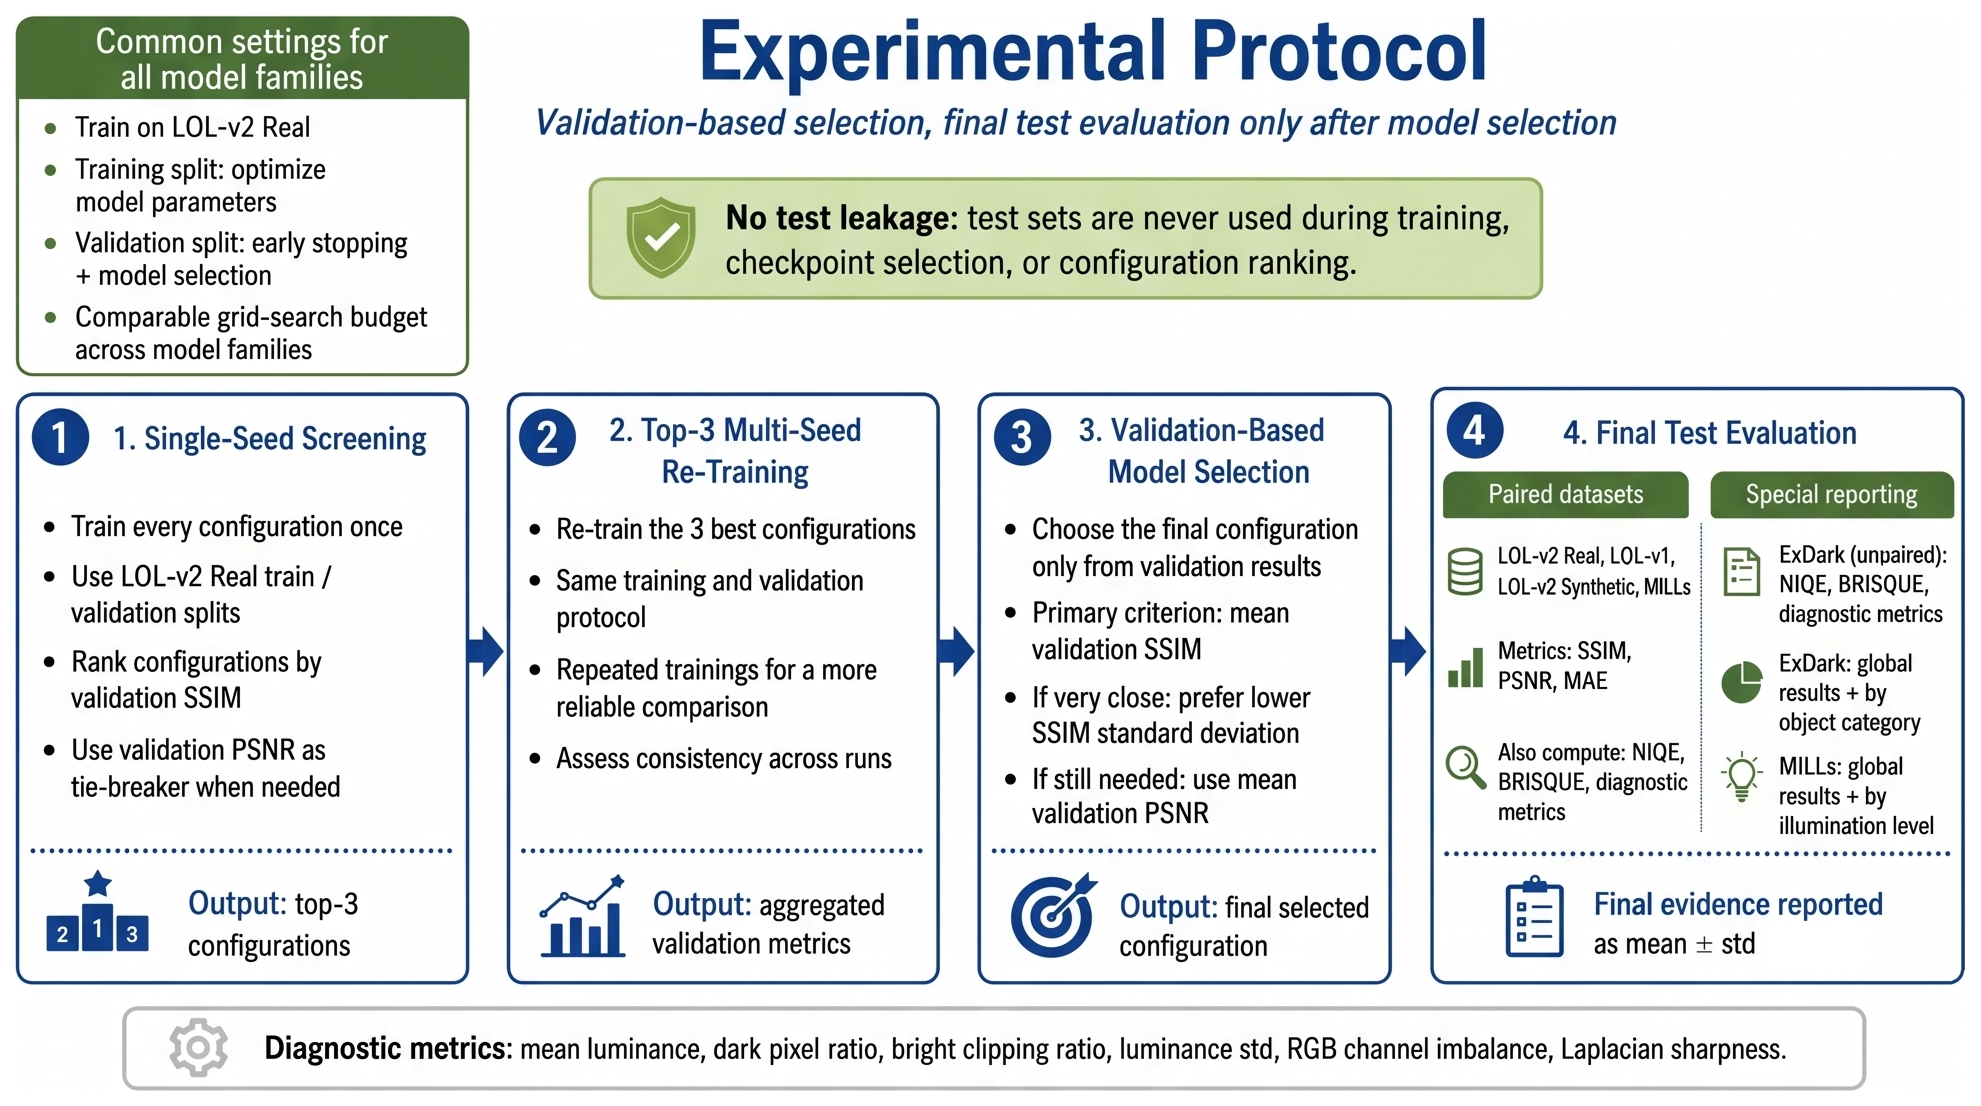 Common settings for
all model families
• Train on LOL-v2 Real
• Training split: optimize
model parameters
• Validation split: early stopping
+ model selection
• Comparable grid-search budget
across model families
Experimental Protocol
Validation-based selection, final test evaluation only after model selection
No test leakage: test sets are never used during training,
checkpoint selection, or configuration ranking.
1
1. Single-Seed Screening
• Train every configuration once
• Use LOL-v2 Real train /
validation splits
• Rank configurations by
validation SSIM
• Use validation PSNR as
tie-breaker when needed
2 1 3
Output: top-3
configurations
2
2. Top-3 Multi-Seed
Re-Training
• Re-train the 3 best configurations
• Same training and validation
protocol
• Repeated trainings for a more
reliable comparison
• Assess consistency across runs
Output: aggregated
validation metrics
3
3. Validation-Based
Model Selection
• Choose the final configuration
only from validation results
• Primary criterion: mean
validation SSIM
• If very close: prefer lower
SSIM standard deviation
• If still needed: use mean
validation PSNR
Output: final selected
configuration
4
4. Final Test Evaluation
Paired datasets
LOL-v2 Real, LOL-v1,
LOL-v2 Synthetic, MILLs
Metrics: SSIM,
PSNR, MAE
Also compute: NIQE,
BRISQUE, diagnostic
metrics
Special reporting
ExDark (unpaired):
NIQE, BRISQUE,
diagnostic metrics
ExDark: global
results + by
object category
MILLs: global
results + by
illumination level
Final evidence reported
as mean ± std
Diagnostic metrics: mean luminance, dark pixel ratio, bright clipping ratio, luminance std, RGB channel imbalance, Laplacian sharpness.